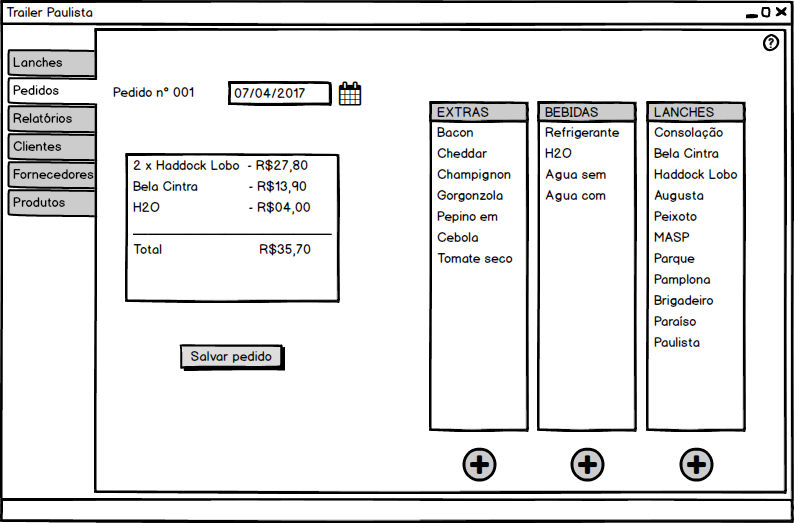 Trailer Paulista
Lanches
Pedidos
Relatórios
Clientes
Fornecedores
Produtos
?
Pedido nº 001
07/04/2017
2 x Haddock Lobo - R$27,80
Bela Cintra - R$13,90
H2O - R$04,00
Total R$35,70
Salvar pedido
EXTRAS
Bacon
Cheddar
Champignon
Gorgonzola
Pepino em
Cebola
Tomate seco
BEBIDAS
Refrigerante
H2O
Agua sem
Agua com
LANCHES
Consolação
Bela Cintra
Haddock Lobo
Augusta
Peixoto
MASP
Parque
Pamplona
Brigadeiro
Paraíso
Paulista